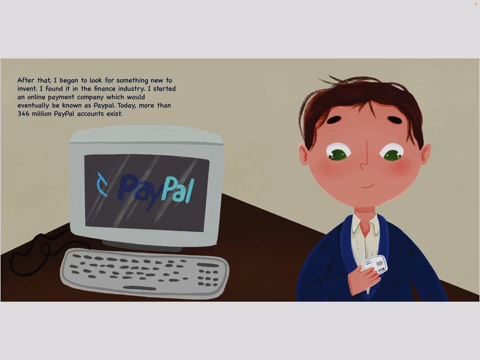 After that, I began to look for something new to
invent. I found it in the finance industry. I started
an online payment company which would
eventually be known as Paypal. Today, more than
346 million PayPal accounts exist.
PayPal